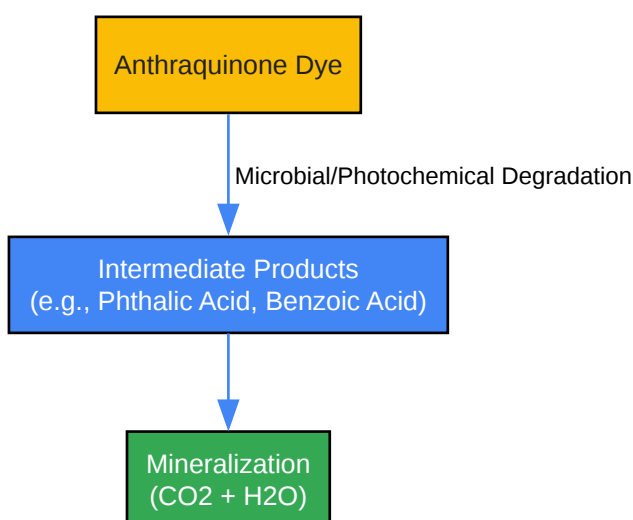 Anthraquinone Dye
Microbial/Photochemical Degradation
Intermediate Products
(e.g., Phthalic Acid, Benzoic Acid)
Mineralization
(CO2 + H2O)